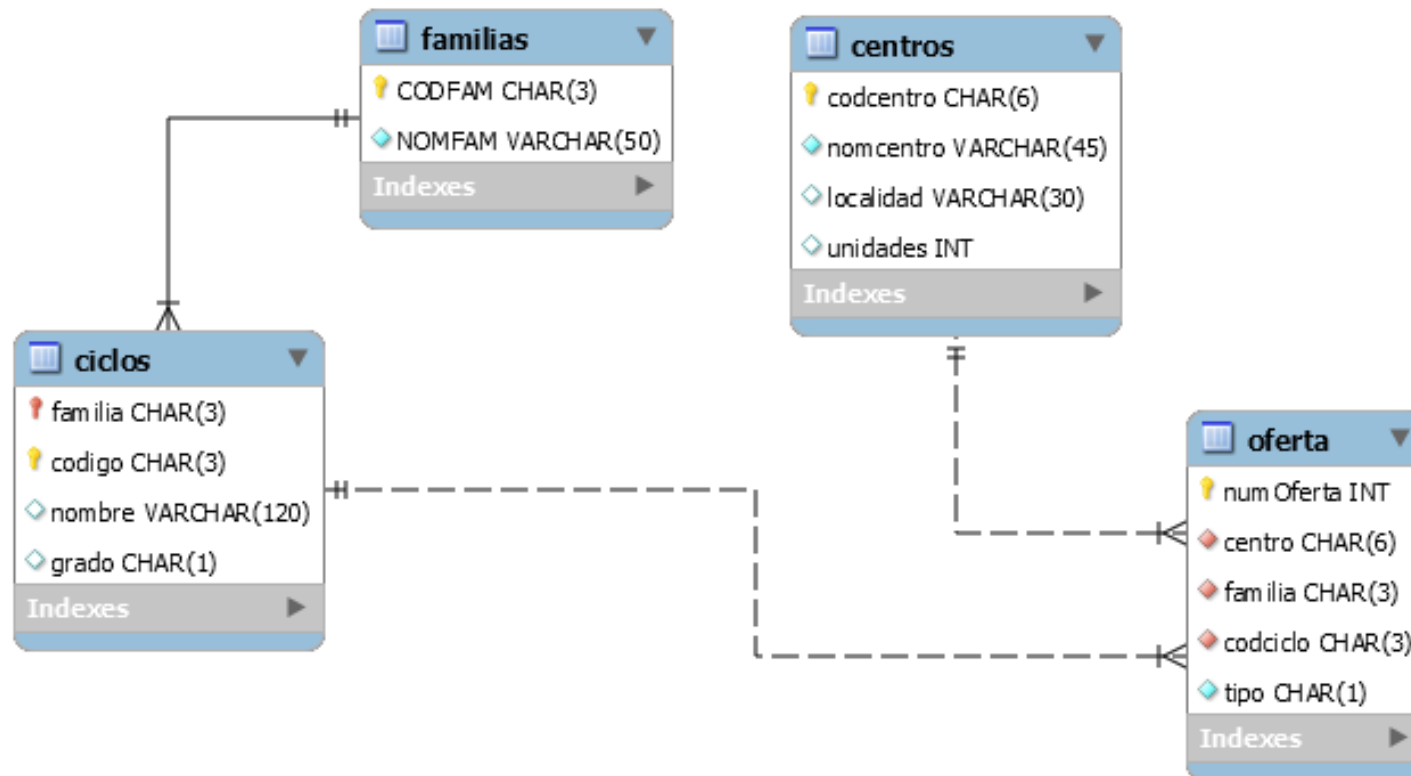 familias
CODFAM CHAR(3)
NOMFAM VARCHAR(50)
Indexes
centros
codcentro CHAR(6)
nomcentro VARCHAR(45)
localidad VARCHAR(30)
unidades INT
Indexes
ciclos
familia CHAR(3)
codigo CHAR(3)
nombre VARCHAR(120)
grado CHAR(1)
Indexes
oferta
numOferta INT
centro CHAR(6)
familia CHAR(3)
codciclo CHAR(3)
tipo CHAR(1)
Indexes